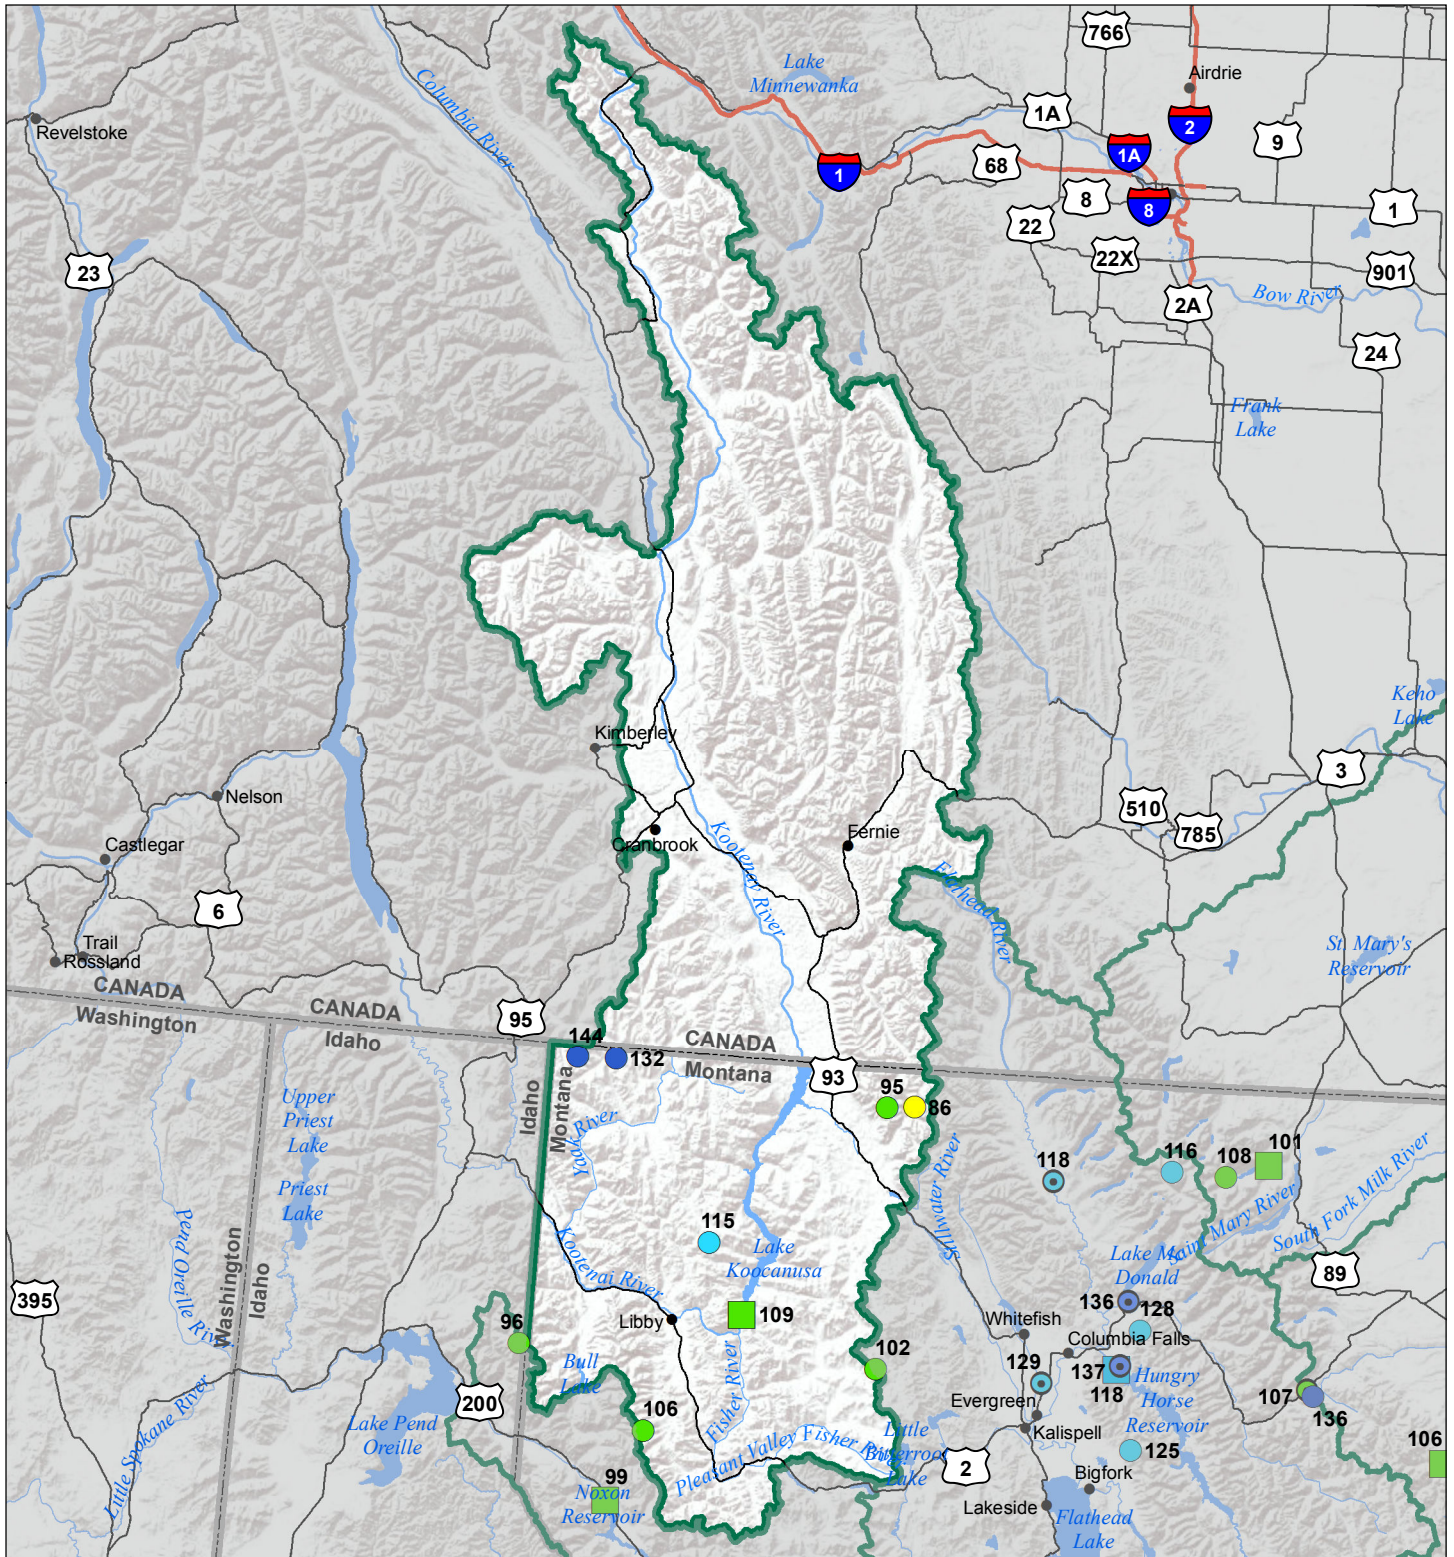 766
Airdrie
Lake
Minnewanka
Columbia River
Revelstoke
1A
2
9
1A
68
1
8
8
1
22
22X
901
23
2A
Bow River
24
Frank
Lake
Keho
Lake
Kimberley
3
Nelson
510
785
Castlegar
Cranbrook
Kootenay River
Fernie
Flathead River
6
Trail
Rossland
St. Mary's
Reservoir
CANADA
Washington
CANADA
Idaho
95
144
132
CANADA
Montana
93
95
86
Idaho
Montana
Upper
Priest
Lake
Yaak River
Stillwater River
118
116
108
101
Priest
Lake
Pend Oreille River
Washington
Idaho
Kootenai River
115
Lake
Koocanusa
Lake Mc
Donald
Saint Mary River
South Fork Milk River
89
395
136
128
109
Libby
Whitefish
Columbia Falls
96
Bull
Lake
102
129
137
118
Hungry
Horse
Reservoir
107
136
Evergreen
200
Fisher River
106
Little Spokane River
Lake Pend
Oreille
Pleasant Valley Fisher River
Little
Bitterroot
Lake
Kalispell
2
125
106
99
Noxon
Reservoir
Bigfork
Lakeside
Flathead
Lake